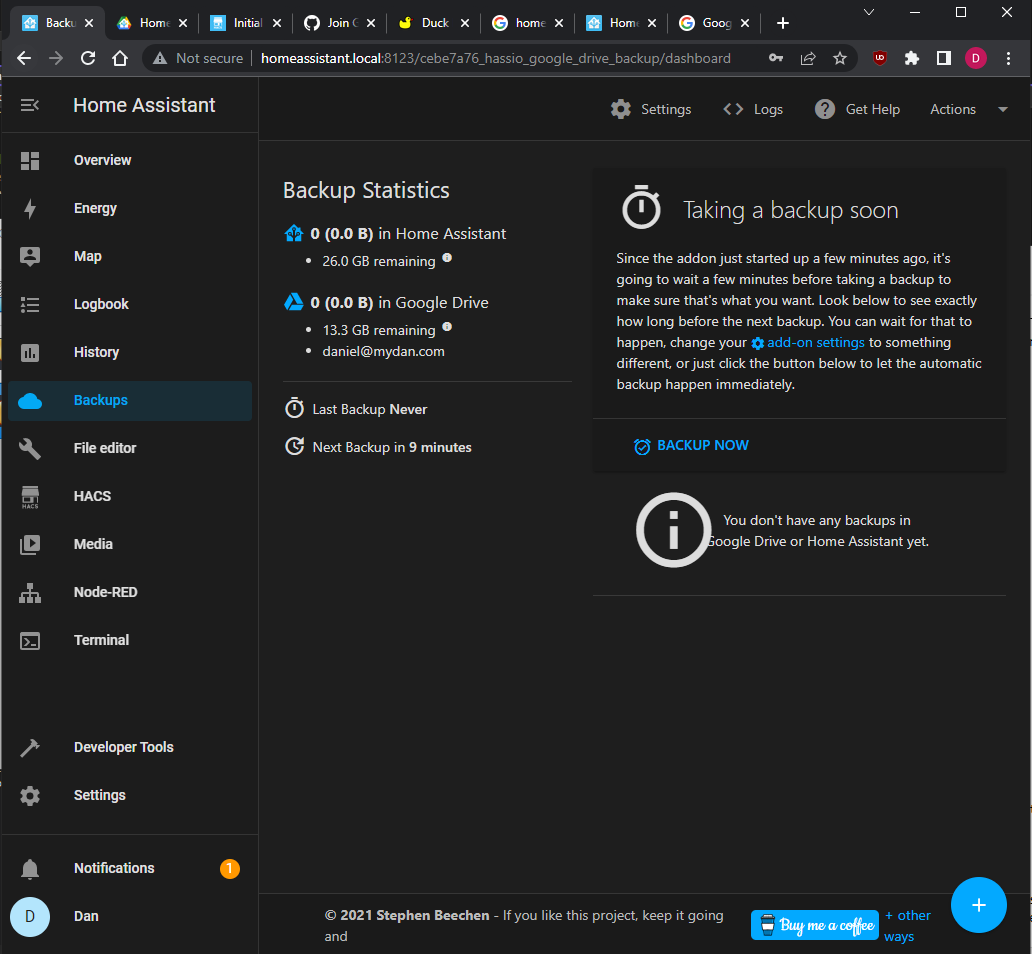 Backu
Home
Initial
Join G
Duck
home
Home
Goog
Not secure
homeassistant.local:8123/cebe7a76_hassio_google_drive_backup/dashboard
UD
D
Home Assistant
Settings
Logs
Get Help
Actions
Overview
Energy
Map
Logbook
History
Backups
File editor
HACS
HACS
Media
Node-RED
Terminal
Developer Tools
Settings
Notifications
1
D
Dan
Backup Statistics
0 (0.0 B) in Home Assistant
26.0 GB remaining
0 (0.0 B) in Google Drive
13.3 GB remaining
daniel@mydan.com
Last Backup Never
Next Backup in 9 minutes
Taking a backup soon
Since the addon just started up a few minutes ago, it's
going to wait a few minutes before taking a backup to
make sure that's what you want. Look below to see exactly
how long before the next backup. You can wait for that to
happen, change your add-on settings to something
different, or just click the button below to let the automatic
backup happen immediately.
BACKUP NOW
You don't have any backups in
Google Drive or Home Assistant yet.
© 2021 Stephen Beechen - If you like this project, keep it going
and
Buy me a coffee
+ other
ways
+